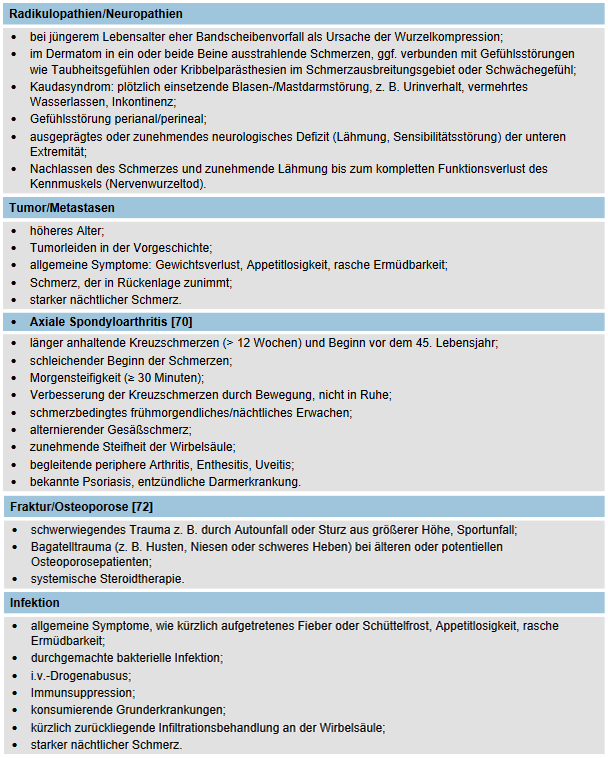 Radikulopathien/Neuropathien
• bei jüngerem Lebensalter eher Bandscheibenvorfall als Ursache der Wurzelkompression;
• im Dermatom in ein oder beide Beine ausstrahlende Schmerzen, ggf. verbunden mit Gefühlsstörungen
wie Taubheitsgefühlen oder Kribbelparästhesien im Schmerzausbreitungsgebiet oder Schwächegefühl;
• Kaudasyndrom: plötzlich einsetzende Blasen-/Mastdarmstörung, z. B. Urinverhalt, vermehrtes
Wasserlassen, Inkontinenz;
• Gefühlsstörung perianal/perineal;
• ausgeprägtes oder zunehmendes neurologisches Defizit (Lähmung, Sensibilitätsstörung) der unteren
Extremität;
• Nachlassen des Schmerzes und zunehmende Lähmung bis zum kompletten Funktionsverlust des
Kennmuskels (Nervenwurzeltod).
Tumor/Metastasen
• höheres Alter;
• Tumorleiden in der Vorgeschichte;
• allgemeine Symptome: Gewichtsverlust, Appetitlosigkeit, rasche Ermüdbarkeit;
• Schmerz, der in Rückenlage zunimmt;
• starker nächtlicher Schmerz.
• Axiale Spondyloarthritis [70]
• länger anhaltende Kreuzschmerzen (> 12 Wochen) und Beginn vor dem 45. Lebensjahr;
• schleichender Beginn der Schmerzen;
• Morgensteifigkeit (≥ 30 Minuten);
• Verbesserung der Kreuzschmerzen durch Bewegung, nicht in Ruhe;
• schmerzbedingtes frühmorgendliches/nächtliches Erwachen;
• alternierender Gesäßschmerz;
• zunehmende Steifheit der Wirbelsäule;
• begleitende periphere Arthritis, Enthesitis, Uveitis;
• bekannte Psoriasis, entzündliche Darmerkrankung.
Fraktur/Osteoporose [72]
• schwerwiegendes Trauma z. B. durch Autounfall oder Sturz aus größerer Höhe, Sportunfall;
• Bagatelltrauma (z. B. Husten, Niesen oder schweres Heben) bei älteren oder potentiellen
Osteoporosepatienten;
• systemische Steroidtherapie.
Infektion
• allgemeine Symptome, wie kürzlich aufgetretenes Fieber oder Schüttelfrost, Appetitlosigkeit, rasche
Ermüdbarkeit;
• durchgemachte bakterielle Infektion;
• i.v.-Drogenabusus;
• Immunsuppression;
• konsumierende Grunderkrankungen;
• kürzlich zurückliegende Infiltrationsbehandlung an der Wirbelsäule;
• starker nächtlicher Schmerz.